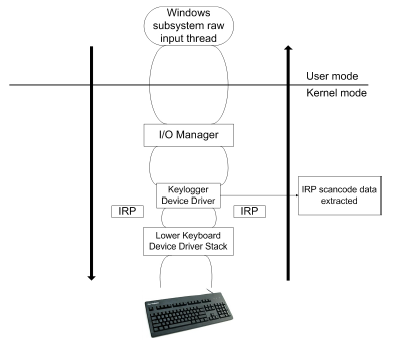 Windows
subsystem raw
input thread
User mode
Kernel mode
I/O Manager
Keylogger
Device Driver
IRP scancode data
extracted
IRP
IRP
Lower Keyboard
Device Driver Stack